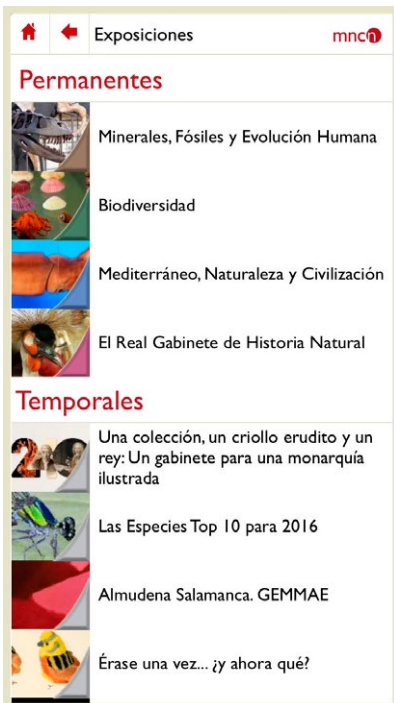 Exposiciones
mncn
Permanentes
Minerales, Fósiles y Evolución Humana
Biodiversidad
Mediterráneo, Naturaleza y Civilización
El Real Gabinete de Historia Natural
Temporales
Una colección, un criollo erudito y un
rey: Un gabinete para una monarquía
ilustrada
Las Especies Top 10 para 2016
Almudena Salamanca. GEMMAE
Érase una vez... ¿y ahora qué?